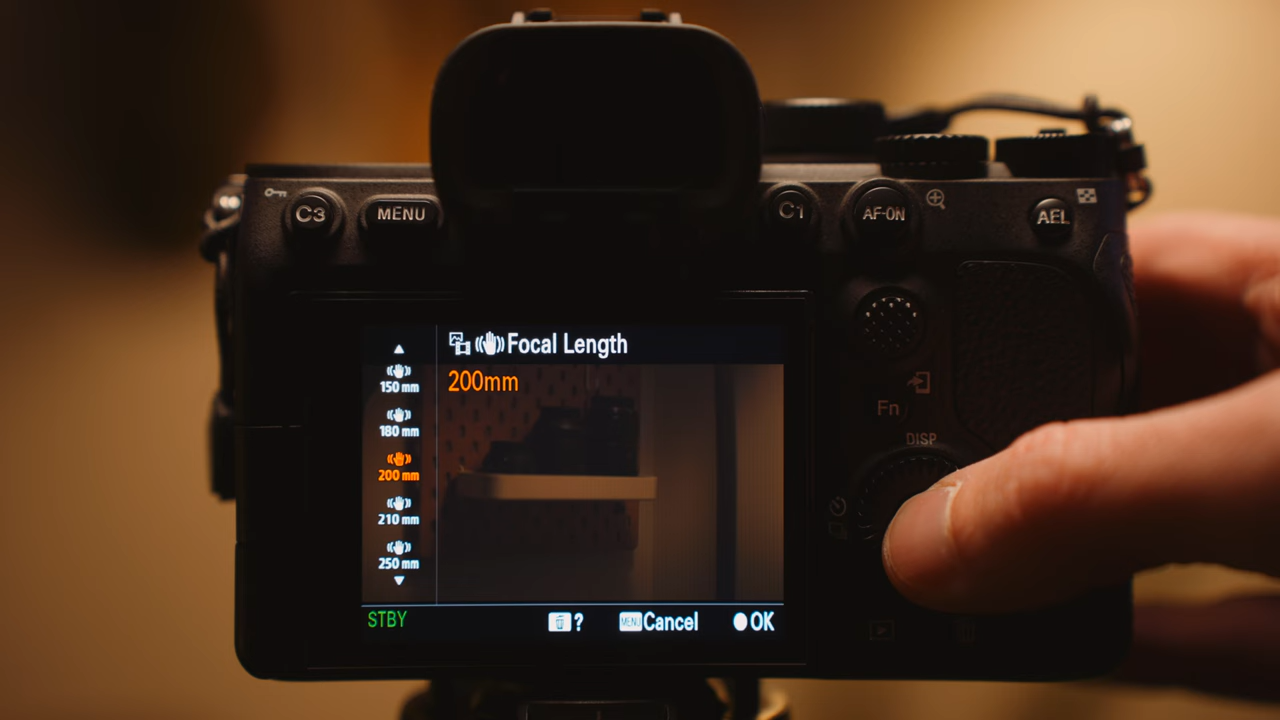 C3
MENU
C1
AF-ON
AEL
Focal Length
200mm
150 mm
180 mm
200 mm
210 mm
250 mm
Fn
DISP
STBY
?
MENU Cancel
OK